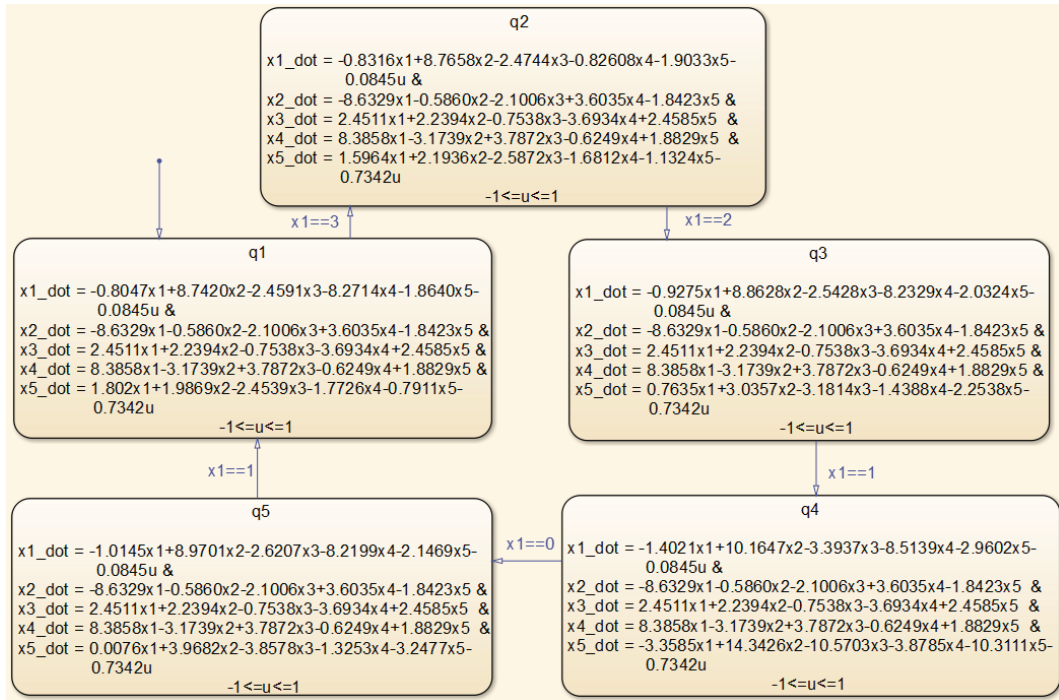 q2
x1_dot = -0.8316x1+8.7658x2-2.4744x3-0.82608x4-1.9033x5-
0.0845u &
x2_dot = -8.6329x1-0.5860x2-2.1006x3+3.6035x4-1.8423x5 &
x3_dot = 2.4511x1+2.2394x2-0.7538x3-3.6934x4+2.4585x5 &
x4_dot = 8.3858x1-3.1739x2+3.7872x3-0.6249x4+1.8829x5 &
x5_dot = 1.5964x1+2.1936x2-2.5872x3-1.6812x4-1.1324x5-
0.7342u
-1<=u<=1
x1==3
x1==2
q1
x1_dot = -0.8047x1+8.7420x2-2.4591x3-8.2714x4-1.8640x5-
0.0845u &
x2_dot = -8.6329x1-0.5860x2-2.1006x3+3.6035x4-1.8423x5 &
x3_dot = 2.4511x1+2.2394x2-0.7538x3-3.6934x4+2.4585x5 &
x4_dot = 8.3858x1-3.1739x2+3.7872x3-0.6249x4+1.8829x5 &
x5_dot = 1.802x1+1.9869x2-2.4539x3-1.7726x4-0.7911x5-
0.7342u
-1<=u<=1
q3
x1_dot = -0.9275x1+8.8628x2-2.5428x3-8.2329x4-2.0324x5-
0.0845u &
x2_dot = -8.6329x1-0.5860x2-2.1006x3+3.6035x4-1.8423x5 &
x3_dot = 2.4511x1+2.2394x2-0.7538x3-3.6934x4+2.4585x5 &
x4_dot = 8.3858x1-3.1739x2+3.7872x3-0.6249x4+1.8829x5 &
x5_dot = 0.7635x1+3.0357x2-3.1814x3-1.4388x4-2.2538x5-
0.7342u
-1<=u<=1
x1==1
x1==1
q5
x1_dot = -1.0145x1+8.9701x2-2.6207x3-8.2199x4-2.1469x5-
0.0845u &
x2_dot = -8.6329x1-0.5860x2-2.1006x3+3.6035x4-1.8423x5 &
x3_dot = 2.4511x1+2.2394x2-0.7538x3-3.6934x4+2.4585x5 &
x4_dot = 8.3858x1-3.1739x2+3.7872x3-0.6249x4+1.8829x5 &
x5_dot = 0.0076x1+3.9682x2-3.8578x3-1.3253x4-3.2477x5-
0.7342u
-1<=u<=1
x1==0
q4
x1_dot = -1.4021x1+10.1647x2-3.3937x3-8.5139x4-2.9602x5-
0.0845u &
x2_dot = -8.6329x1-0.5860x2-2.1006x3+3.6035x4-1.8423x5 &
x3_dot = 2.4511x1+2.2394x2-0.7538x3-3.6934x4+2.4585x5 &
x4_dot = 8.3858x1-3.1739x2+3.7872x3-0.6249x4+1.8829x5 &
x5_dot = -3.3585x1+14.3426x2-10.5703x3-3.8785x4-10.3111x5-
0.7342u
-1<=u<=1